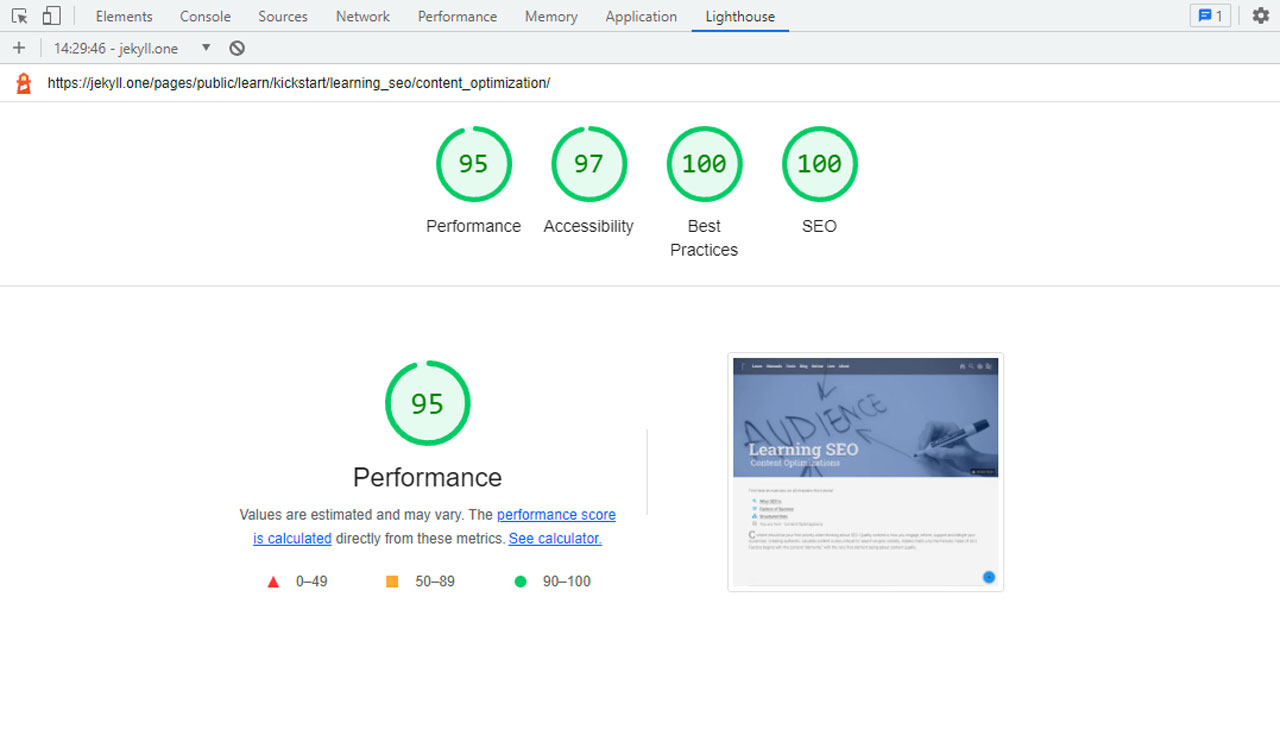 Elements Console Sources Network Performance Memory Application Lighthouse 1
14:29:46 - jekyll.one
https://jekyll.one/pages/public/learn/kickstart/learning_seo/content_optimization/
95 97 100 100
Performance Accessibility Best Practices SEO
95
Performance
Values are estimated and may vary. The performance score
is calculated directly from these metrics. See calculator.
0–49 50–89 90–100
AUDIENCE
Learning SEO
Content Optimizations